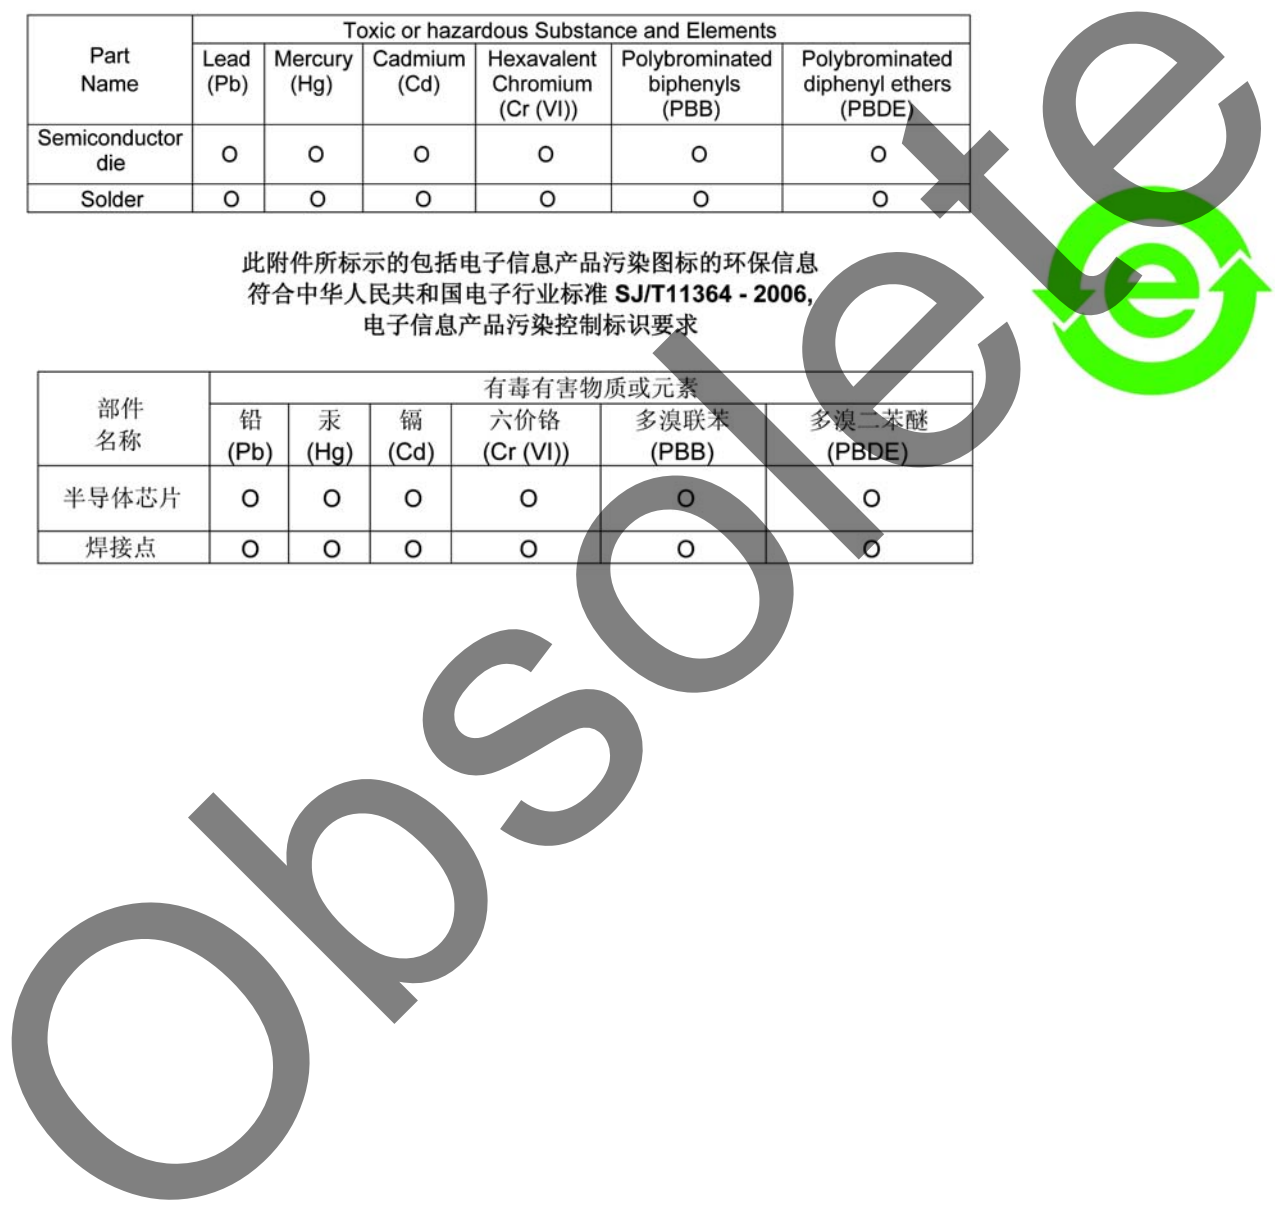 Toxic or hazardous Substance and Elements
Part Name
Lead (Pb)
Mercury (Hg)
Cadmium (Cd)
Hexavalent Chromium (Cr (VI))
Polybrominated biphenyls (PBB)
Polybrominated diphenyl ethers (PBDE)
Semiconductor die O O O O O O
Solder O O O O O O
此附件所标示的包括电子信息产品污染图标的环保信息
符合中华人民共和国电子行业标准 SJ/T11364 - 2006,
电子信息产品污染控制标识要求
有毒有害物质或元素
部件名称
铅 (Pb)
汞 (Hg)
镉 (Cd)
六价铬 (Cr (VI))
多溴联苯 (PBB)
多溴二苯醚 (PBDE)
半导体芯片 O O O O O O
焊接点 O O O O O O
e
Obsolete